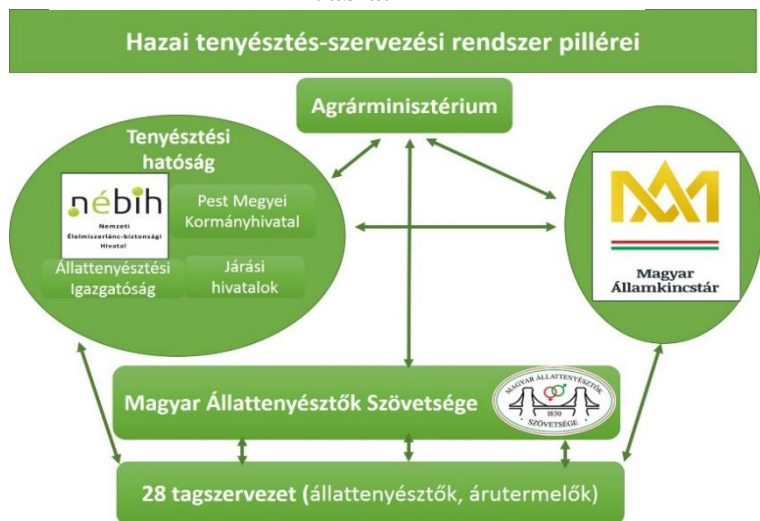 Hazai tenyésztés-szervezési rendszer pillérei
Agrárminisztérium
Tenyésztési
hatóság
nébih
Nemzeti
Élelmiszerlánc-biztonsági
Hivatal
Pest Megyei
Kormányhivatal
Állattenyésztési
Igazgatóság
Járási
hivatalok
Magyar
Államkincstár
Magyar Állattenyésztők Szövetsége
MAGYAR ÁLLATTENYÉSZTŐK
1830
SZÖVETSÉGE
28 tagszervezet (állattenyésztők, árutermelők)